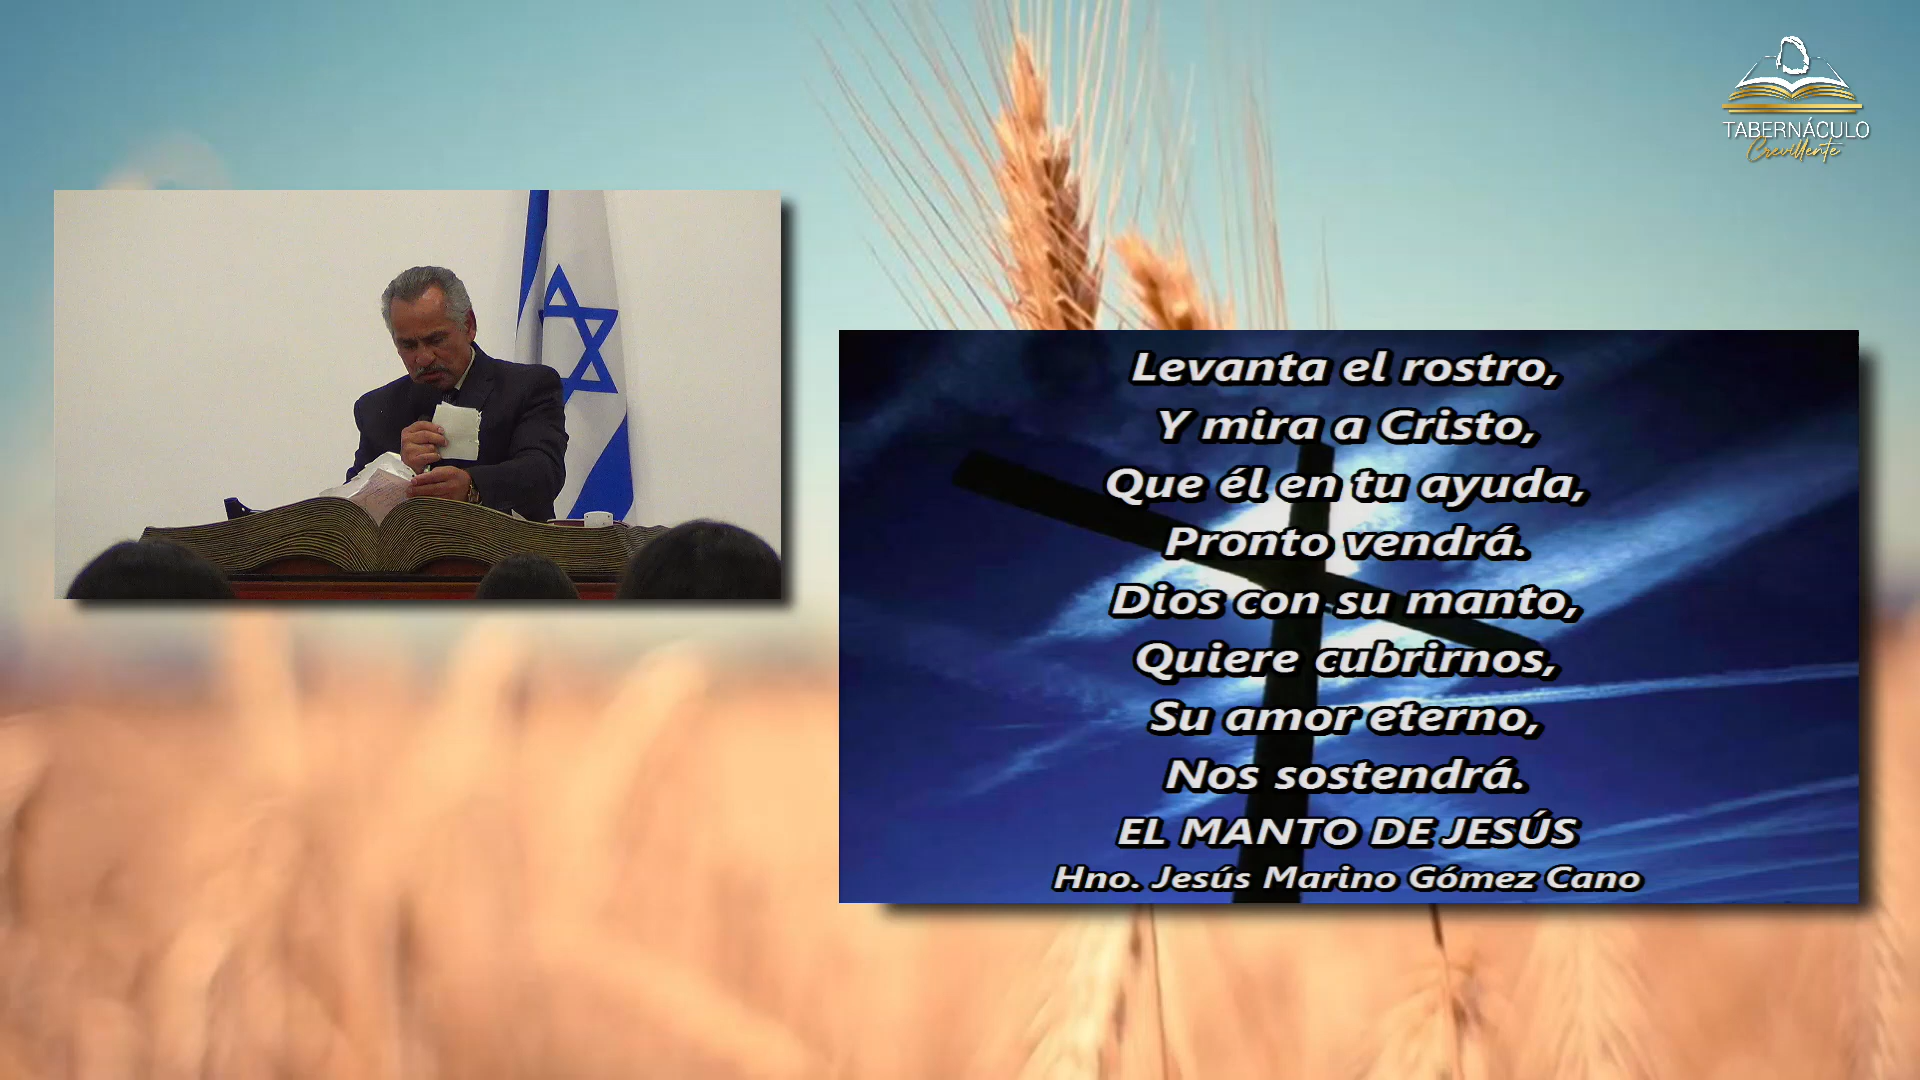 TABERNÁCULO
Crevillente
Levanta el rostro,
Y mira a Cristo,
Que él en tu ayuda,
Pronto vendrá.
Dios con su manto,
Quiere cubrirnos,
Su amor eterno,
Nos sostendrá.
EL MANTO DE JESÚS
Hno. Jesús Marino Gómez Cano